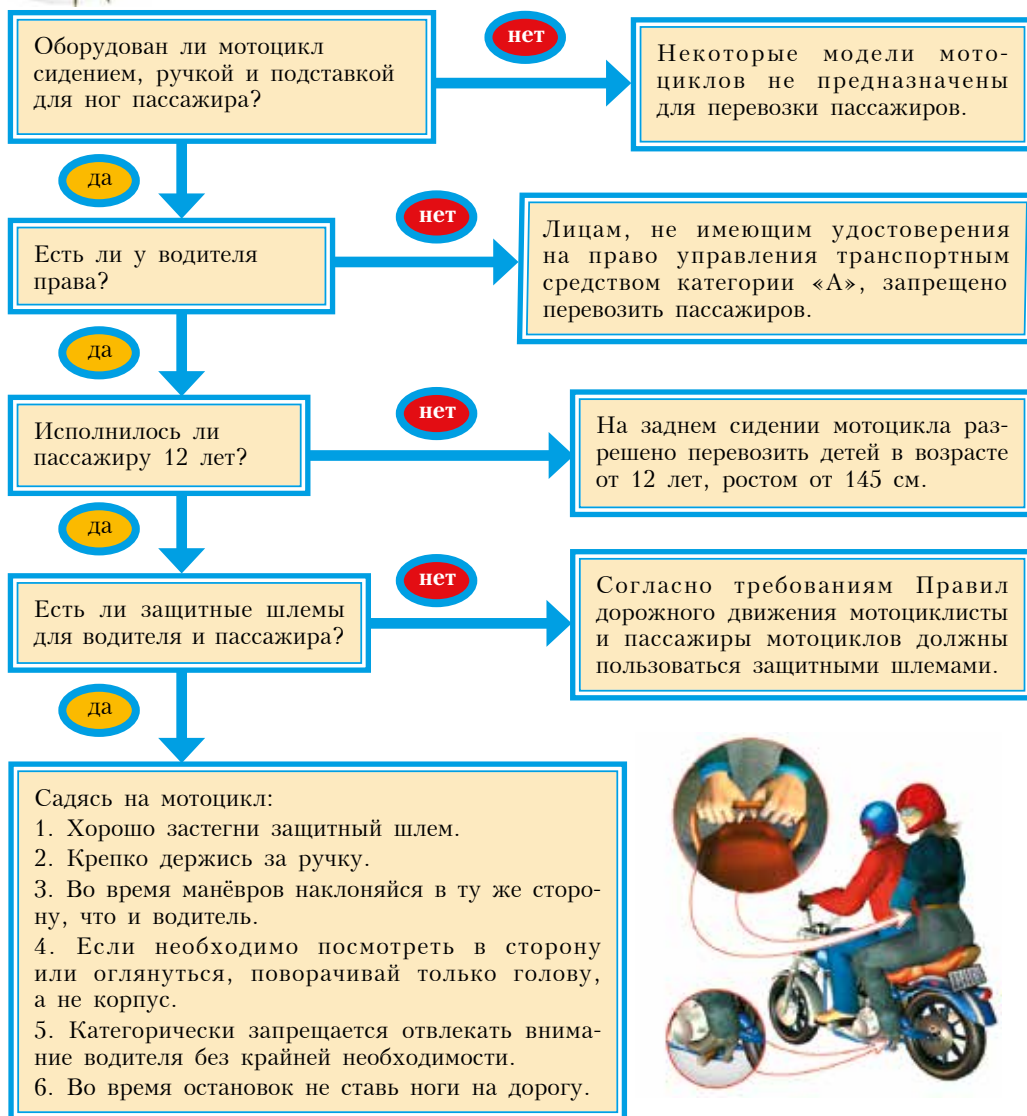 Оборудован ли мотоцикл
сидением, ручкой и подставкой
для ног пассажира?
нет
Некоторые модели мото-
циклов не предназначены
для перевозки пассажиров.
да
Есть ли у водителя
права?
нет
Лицам, не имеющим удостоверения
на право управления транспортным
средством категории «А», запрещено
перевозить пассажиров.
да
Исполнилось ли
пассажиру 12 лет?
нет
На заднем сидении мотоцикла раз-
решено перевозить детей в возрасте
от 12 лет, ростом от 145 см.
да
Есть ли защитные шлемы
для водителя и пассажира?
нет
Согласно требованиям Правил
дорожного движения мотоциклисты
и пассажиры мотоциклов должны
пользоваться защитными шлемами.
да
Садясь на мотоцикл:
1. Хорошо застегни защитный шлем.
2. Крепко держись за ручку.
3. Во время манёвров наклоняйся в ту же сторо-
ну, что и водитель.
4. Если необходимо посмотреть в сторону
или оглянуться, поворачивай только голову,
а не корпус.
5. Категорически запрещается отвлекать внима-
ние водителя без крайней необходимости.
6. Во время остановок не ставь ноги на дорогу.